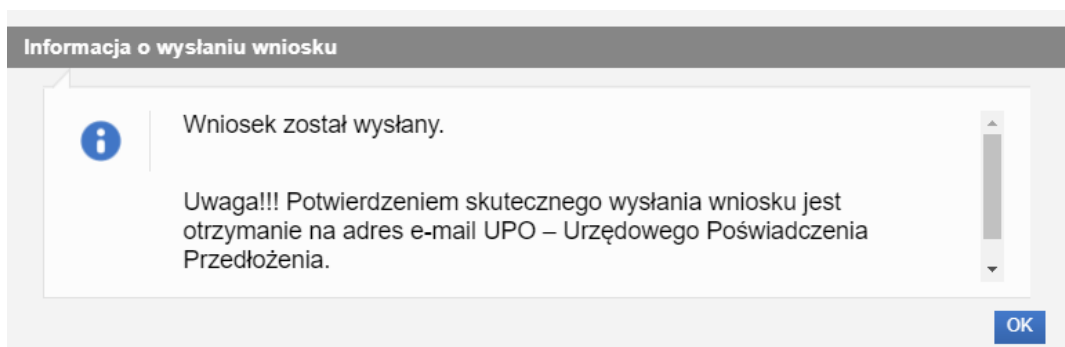 Informacja o wysłaniu wniosku
Wniosek został wysłany.
Uwaga!!! Potwierdzeniem skutecznego wysłania wniosku jest
otrzymanie na adres e-mail UPO – Urzędowego Poświadczenia
Przedłożenia.
OK